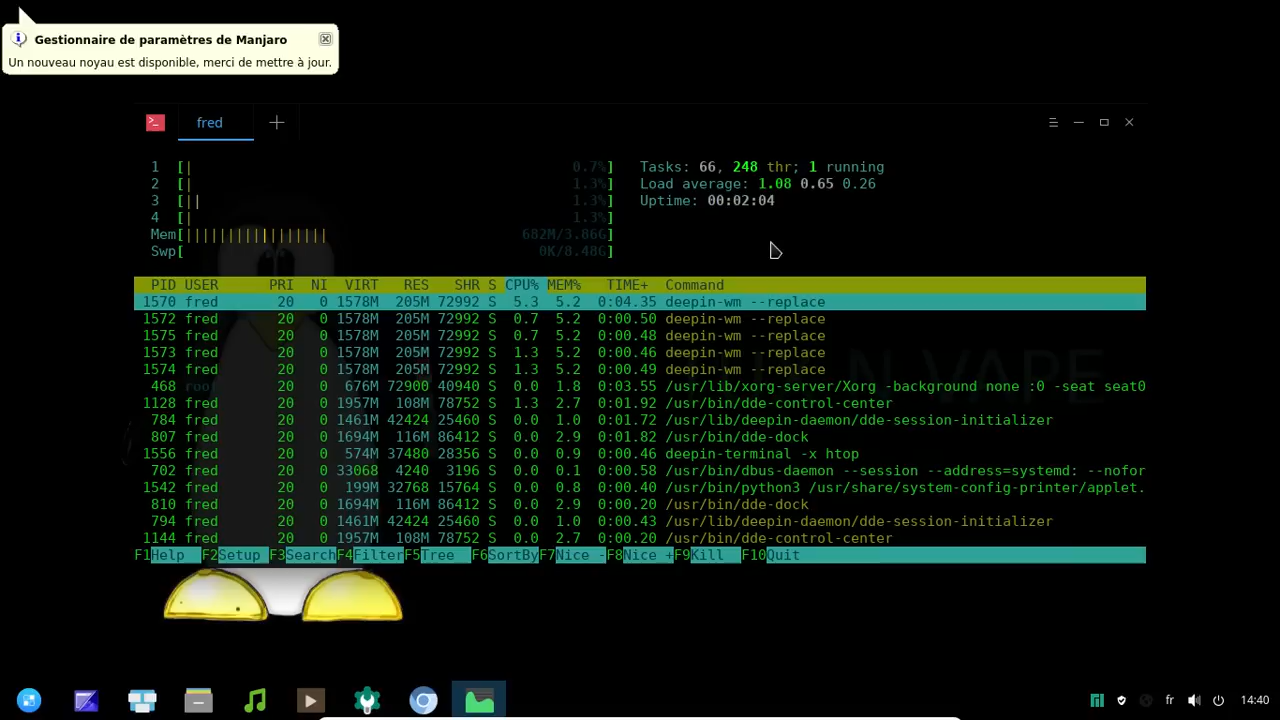 Gestionnaire de paramètres de Manjaro
Un nouveau noyau est disponible, merci de mettre à jour.
fred
1 [| 0.7%] Tasks: 66, 248 thr; 1 running
2 [| 1.3%] Load average: 1.08 0.65 0.26
3 [|| 1.3%] Uptime: 00:02:04
4 [| 1.3%]
Mem[||||||||||||||||| 682M/3.86G]
Swp[ 0K/8.48G]
PID USER PRI NI VIRT RES SHR S CPU% MEM% TIME+ Command
1570 fred 20 0 1578M 205M 72992 S 5.3 5.2 0:04.35 deepin-wm --replace
1572 fred 20 0 1578M 205M 72992 S 0.7 5.2 0:00.50 deepin-wm --replace
1575 fred 20 0 1578M 205M 72992 S 0.7 5.2 0:00.48 deepin-wm --replace
1573 fred 20 0 1578M 205M 72992 S 1.3 5.2 0:00.46 deepin-wm --replace
1574 fred 20 0 1578M 205M 72992 S 1.3 5.2 0:00.49 deepin-wm --replace
468 root 20 0 676M 72900 40940 S 0.0 1.8 0:03.55 /usr/lib/xorg-server/Xorg -background none :0 -seat seat0
1128 fred 20 0 1957M 108M 78752 S 1.3 2.7 0:01.92 /usr/bin/dde-control-center
784 fred 20 0 1461M 42424 25460 S 0.0 1.0 0:01.72 /usr/lib/deepin-daemon/dde-session-initializer
807 fred 20 0 1694M 116M 86412 S 0.0 2.9 0:01.82 /usr/bin/dde-dock
1556 fred 20 0 574M 37480 28356 S 0.0 0.9 0:00.46 deepin-terminal -x htop
702 fred 20 0 33068 4240 3196 S 0.0 0.1 0:00.58 /usr/bin/dbus-daemon --session --address=systemd: --nofor
1542 fred 20 0 199M 32768 15764 S 0.0 0.8 0:00.40 /usr/bin/python3 /usr/share/system-config-printer/applet.
810 fred 20 0 1694M 116M 86412 S 0.0 2.9 0:00.20 /usr/bin/dde-dock
794 fred 20 0 1461M 42424 25460 S 0.0 1.0 0:00.43 /usr/lib/deepin-daemon/dde-session-initializer
1144 fred 20 0 1957M 108M 78752 S 0.0 2.7 0:00.20 /usr/bin/dde-control-center
F1Help F2Setup F3SearchF4FilterF5Tree F6SortByF7Nice -F8Nice +F9Kill F10Quit
VAPE
fr 14:40